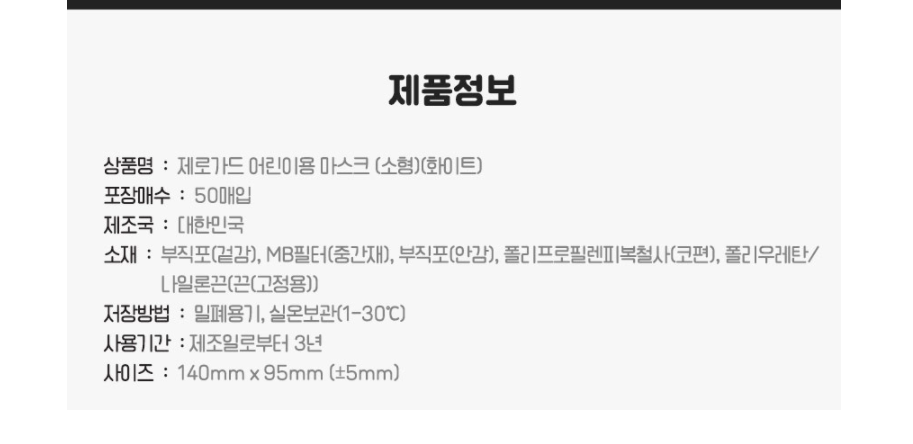 제품정보
상품명 : 제로가드 어린이용 마스크 (소형)(화이트)
포장매수 : 50매입
제조국 : 대한민국
소재 : 부직포(겉감), MB필터(중간재), 부직포(안감), 폴리프로필렌피복철사(코편), 폴리우레탄/
나일론끈(끈(고정용))
저장방법 : 밀폐용기, 실온보관(1-30℃)
사용기간 : 제조일로부터 3년
사이즈 : 140mm x 95mm (±5mm)